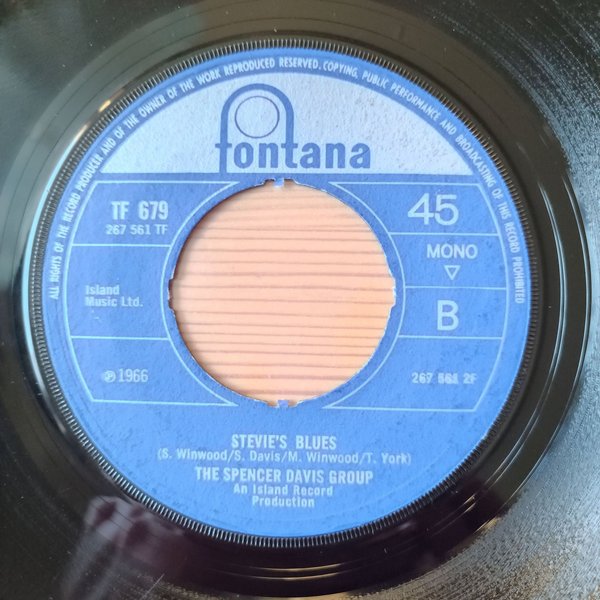 ALL RIGHTS OF THE RECORD PRODUCER AND OF THE OWNER OF THE WORK REPRODUCED RESERVED. COPYING, PUBLIC PERFORMANCE AND BROADCASTING OF THIS RECORD PROHIBITED
fontana
TF 679
267 561 TF
45
MONO
Island
Music Ltd.
B
℗ 1966
267 561 2F
STEVIE'S BLUES
(S. Winwood/S. Davis/M. Winwood/T. York)
THE SPENCER DAVIS GROUP
An Island Record
Production